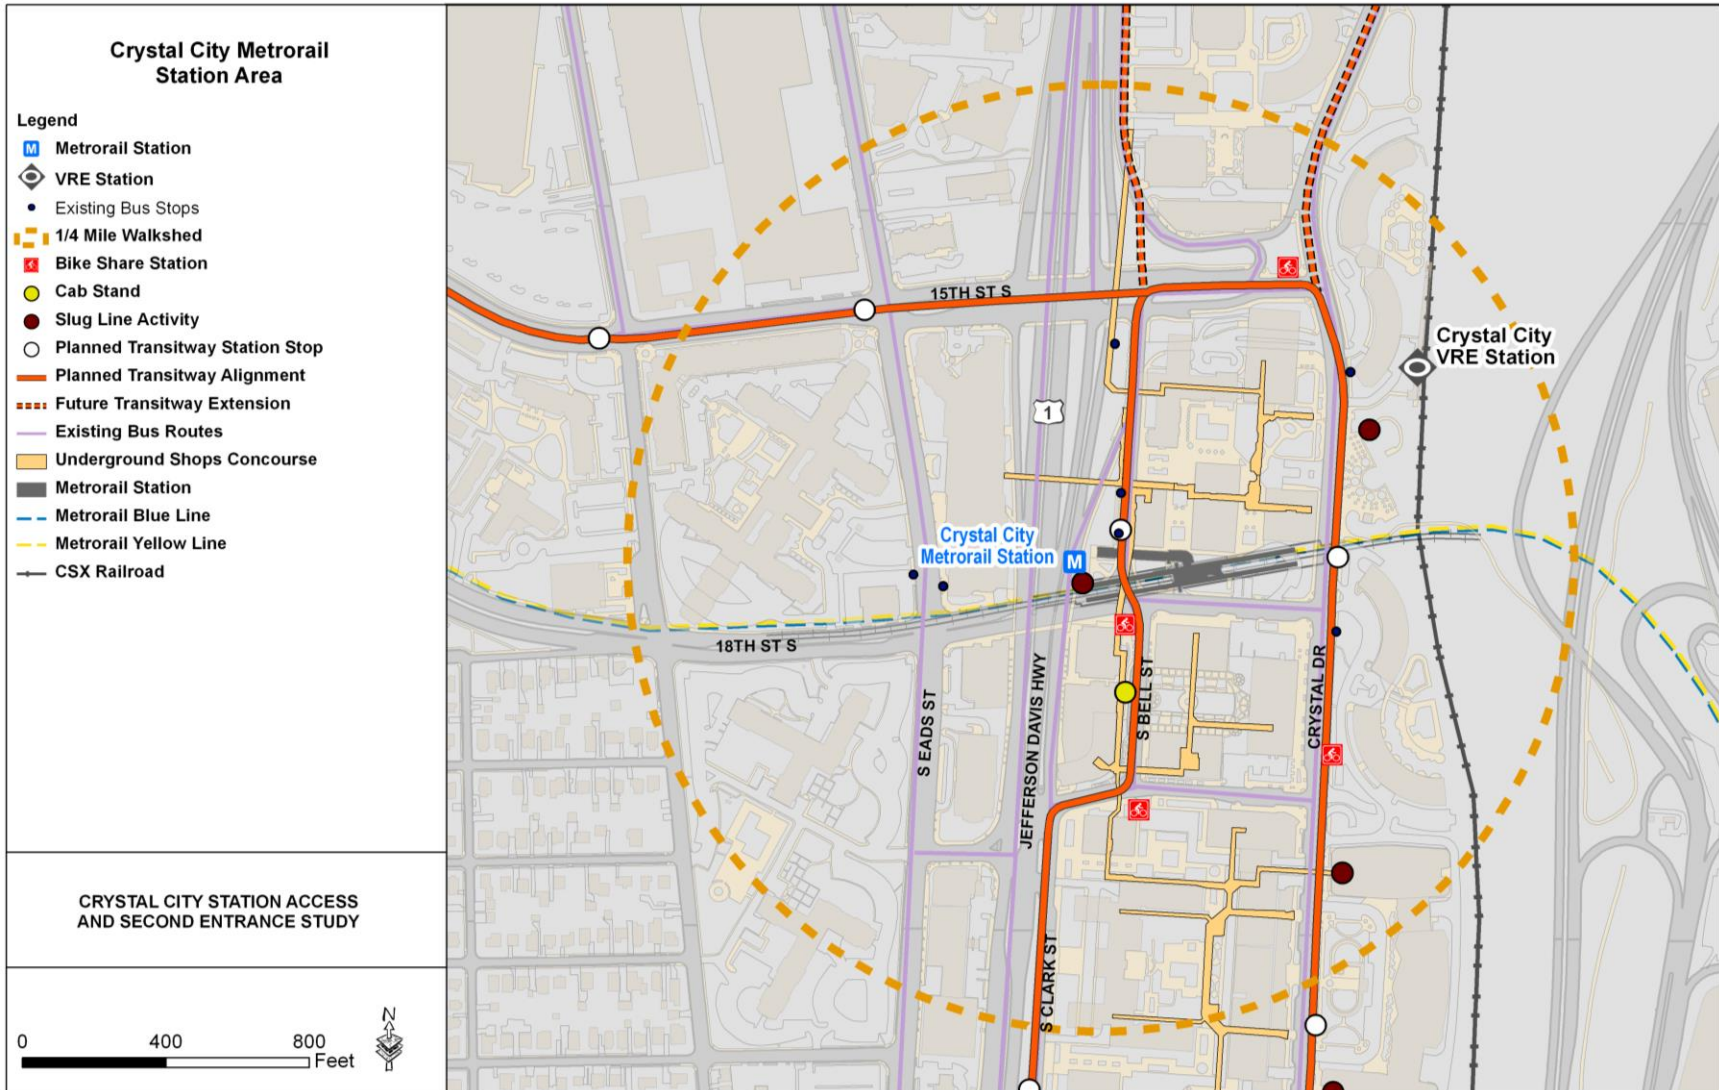 Crystal City Metrorail
Station Area
Legend
M Metrorail Station
VRE Station
Existing Bus Stops
1/4 Mile Walkshed
Bike Share Station
Cab Stand
Slug Line Activity
Planned Transitway Station Stop
Planned Transitway Alignment
Future Transitway Extension
Existing Bus Routes
Underground Shops Concourse
Metrorail Station
Metrorail Blue Line
Metrorail Yellow Line
CSX Railroad
CRYSTAL CITY STATION ACCESS
AND SECOND ENTRANCE STUDY
0 400 800
Feet
N
15TH ST S
Crystal City
VRE Station
1
Crystal City
Metrorail Station
M
18TH ST S
S EADS ST
JEFFERSON DAVIS HWY
S BELL ST
CRYSTAL DR
S CLARK ST